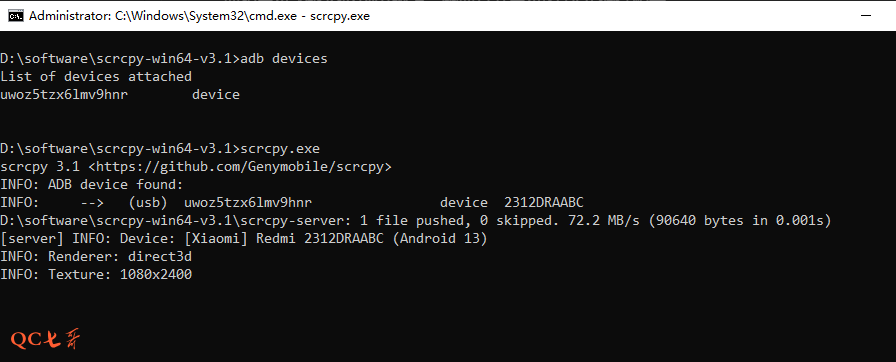 Administrator: C:\Windows\System32\cmd.exe - scrcpy.exe
D:\software\scrcpy-win64-v3.1>adb devices
List of devices attached
uwoz5tzx6lmv9hnr        device
D:\software\scrcpy-win64-v3.1>scrcpy.exe
scrcpy 3.1 <https://github.com/Genymobile/scrcpy>
INFO: ADB device found:
INFO:     -->   (usb)  uwoz5tzx6lmv9hnr                device  2312DRAABC
D:\software\scrcpy-win64-v3.1\scrcpy-server: 1 file pushed, 0 skipped. 72.2 MB/s (90640 bytes in 0.001s)
[server] INFO: Device: [Xiaomi] Redmi 2312DRAABC (Android 13)
INFO: Renderer: direct3d
INFO: Texture: 1080x2400
QC七哥